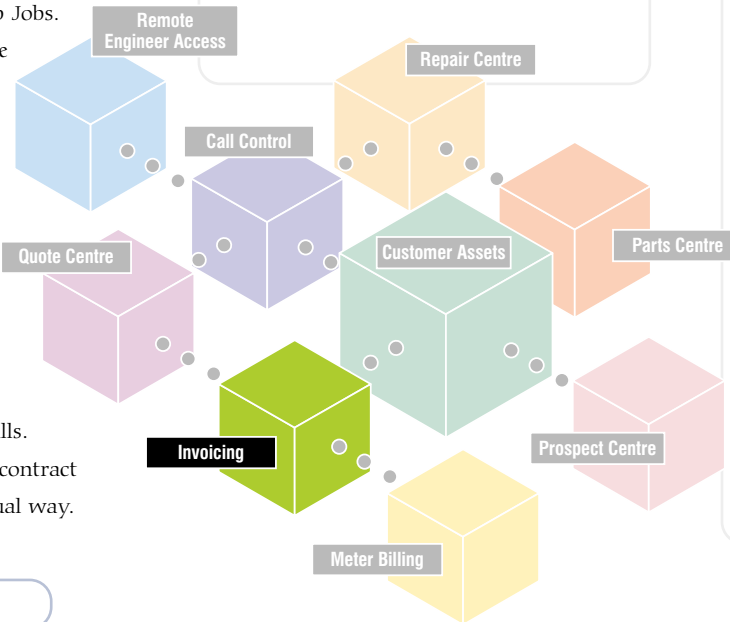 Jobs.
Remote
Engineer Access
Repair Centre
Call Control
Quote Centre
Customer Assets
Parts Centre
lls.
Invoicing
contract
Prospect Centre
ual way.
Meter Billing